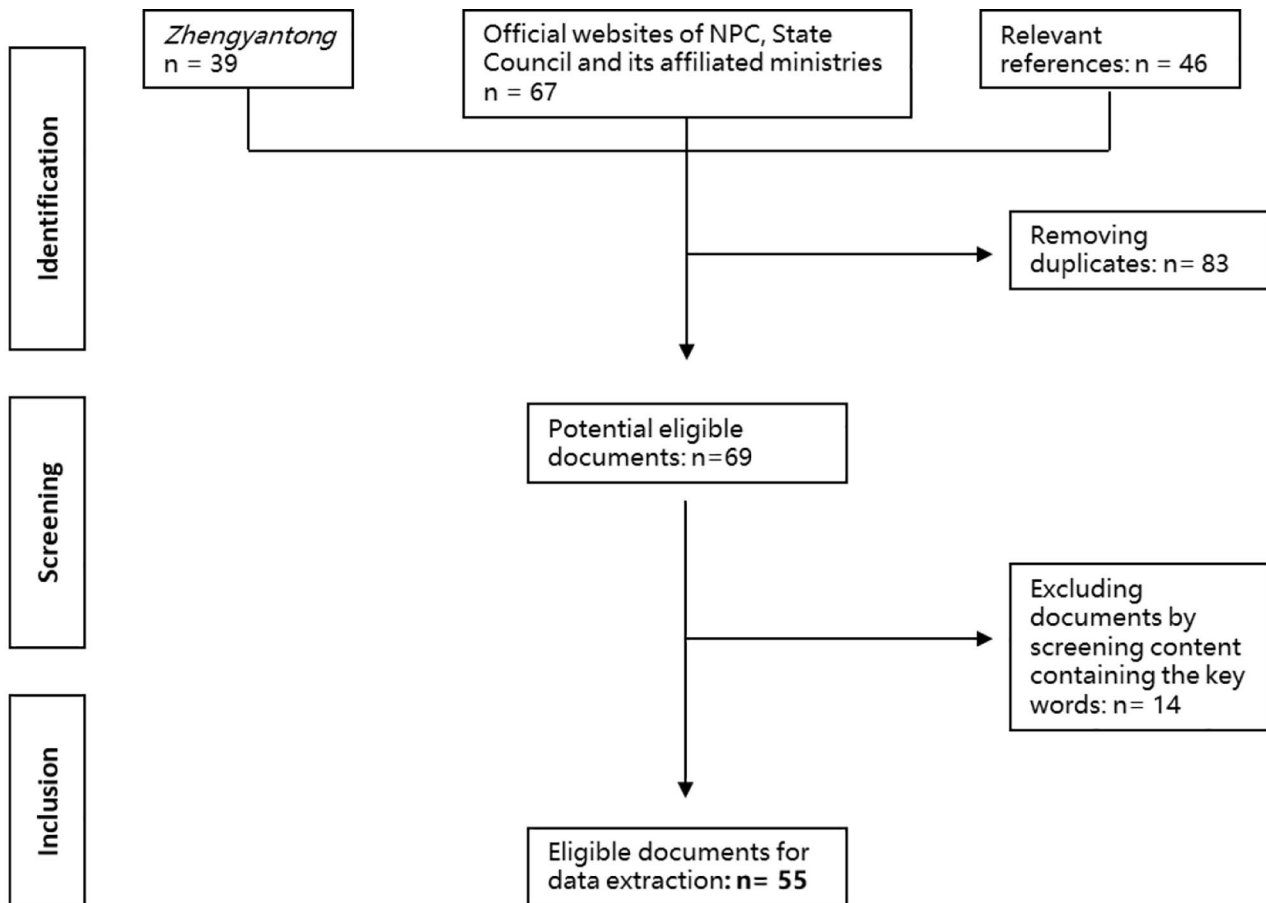 Zhengyantong
n = 39
Official websites of NPC, State
Council and its affiliated ministries
n = 67
Relevant
references: n = 46
Identification
Removing
duplicates: n= 83
Potential eligible
documents: n=69
Screening
Excluding
documents by
screening content
containing the key
words: n= 14
Inclusion
Eligible documents for
data extraction: n= 55